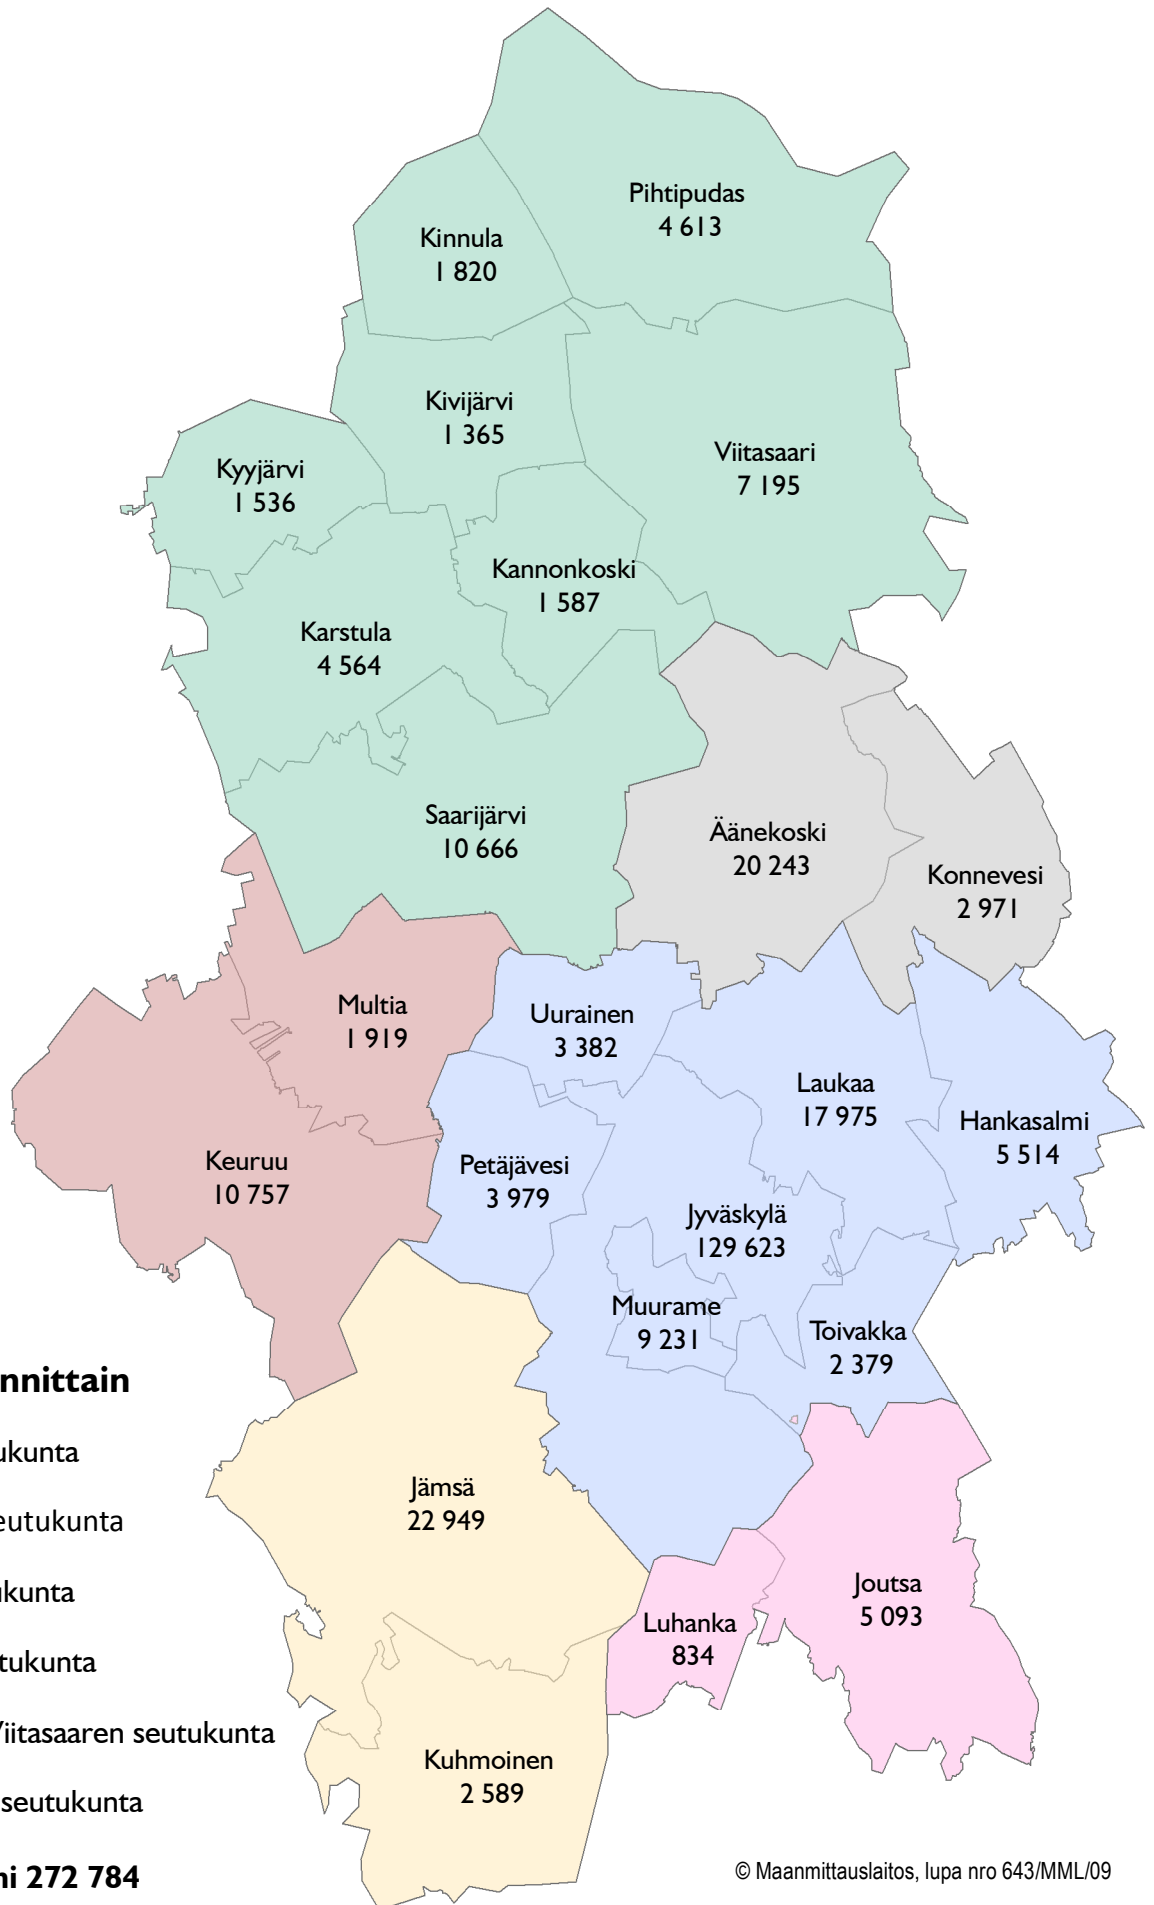 Pihtipudas
4 613
Kinnula
1 820
Kivijärvi
1 365
Viitasaari
7 195
Kyyjärvi
1 536
Kannonkoski
1 587
Karstula
4 564
Saarijärvi
10 666
Äänekoski
20 243
Konnevesi
2 971
Multia
1 919
Uurainen
3 382
Laukaa
17 975
Hankasalmi
5 514
Keuruu
10 757
Petäjävesi
3 979
Jyväskylä
129 623
Muurame
9 231
Toivakka
2 379
nnittain
ukunta
eutukunta
ukunta
tukunta
Viitasaaren seutukunta
seutukunta
ni 272 784
Jämsä
22 949
Joutsa
5 093
Luhanka
834
Kuhmoinen
2 589
© Maanmittauslaitos, lupa nro 643/MML/09